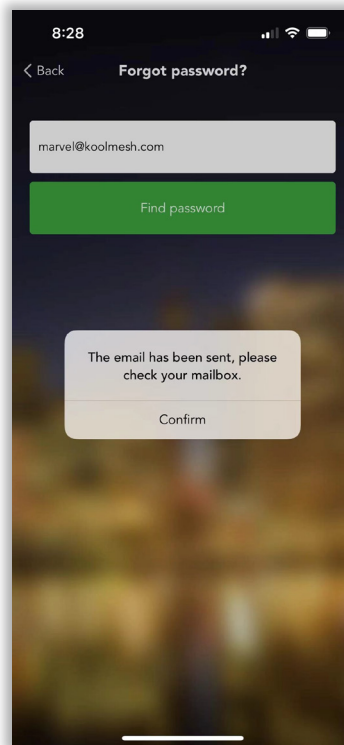 8:28
< Back Forgot password?
marvel@koolmesh.com
Find password
The email has been sent, please
check your mailbox.
Confirm